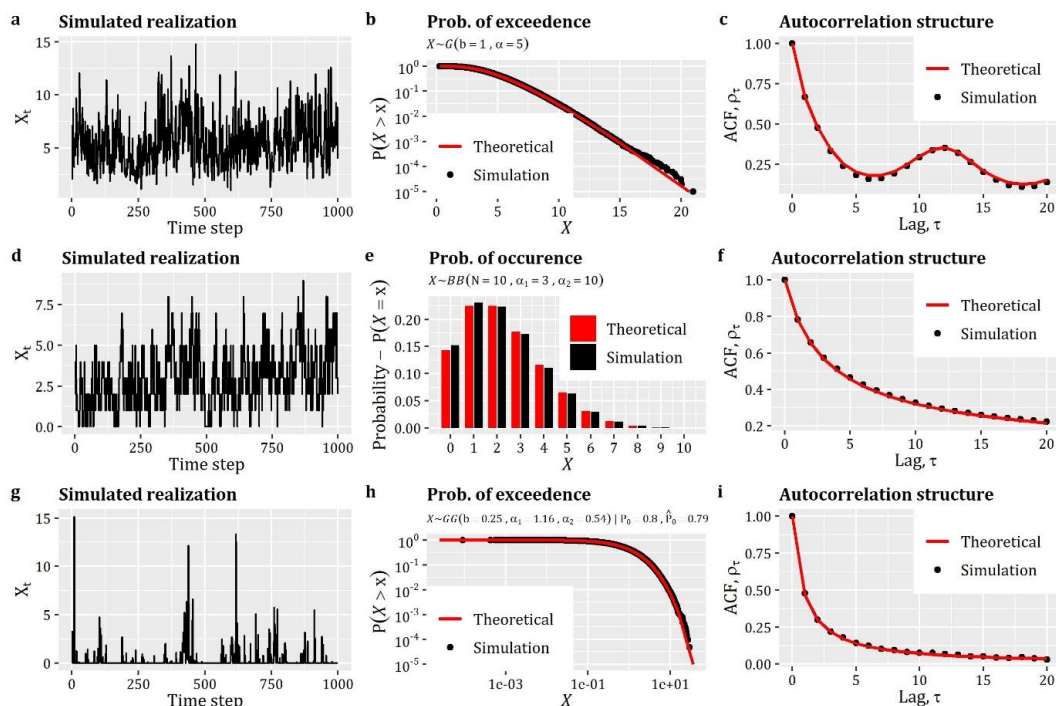 a Simulated realization
15
10
5
X_t
0 250 500 750 1000
Time step
b Prob. of exceedence
X~G(b = 1 , α = 5)
10^0
10^-1
10^-2
10^-3
10^-4
10^-5
P(X > x)
Theoretical
Simulation
0 5 10 15 20
X
c Autocorrelation structure
1.00
0.75
0.50
0.25
ACF, ρ_τ
Theoretical
Simulation
0 5 10 15 20
Lag, τ
d Simulated realization
7.5
5.0
2.5
0.0
X_t
0 250 500 750 1000
Time step
e Prob. of occurence
X~BB(N = 10 , α_1 = 3 , α_2 = 10)
0.20
0.15
0.10
0.05
0.00
Probability − P(X = x)
Theoretical
Simulation
0 1 2 3 4 5 6 7 8 9 10
X
f Autocorrelation structure
1.0
0.8
0.6
0.4
0.2
ACF, ρ_τ
Theoretical
Simulation
0 5 10 15 20
Lag, τ
g Simulated realization
15
10
5
0
X_t
0 250 500 750 1000
Time step
h Prob. of exceedence
X~GG(b = 0.25 , α_1 = 1.16 , α_2 = 0.54) | P_0 = 0.8 , P̂_0 = 0.79
10^0
10^-1
10^-2
10^-3
10^-4
10^-5
P(X > x)
Theoretical
Simulation
1e-03 1e-01 1e+01
X
i Autocorrelation structure
1.00
0.75
0.50
0.25
0.00
ACF, ρ_τ
Theoretical
Simulation
0 5 10 15 20
Lag, τ